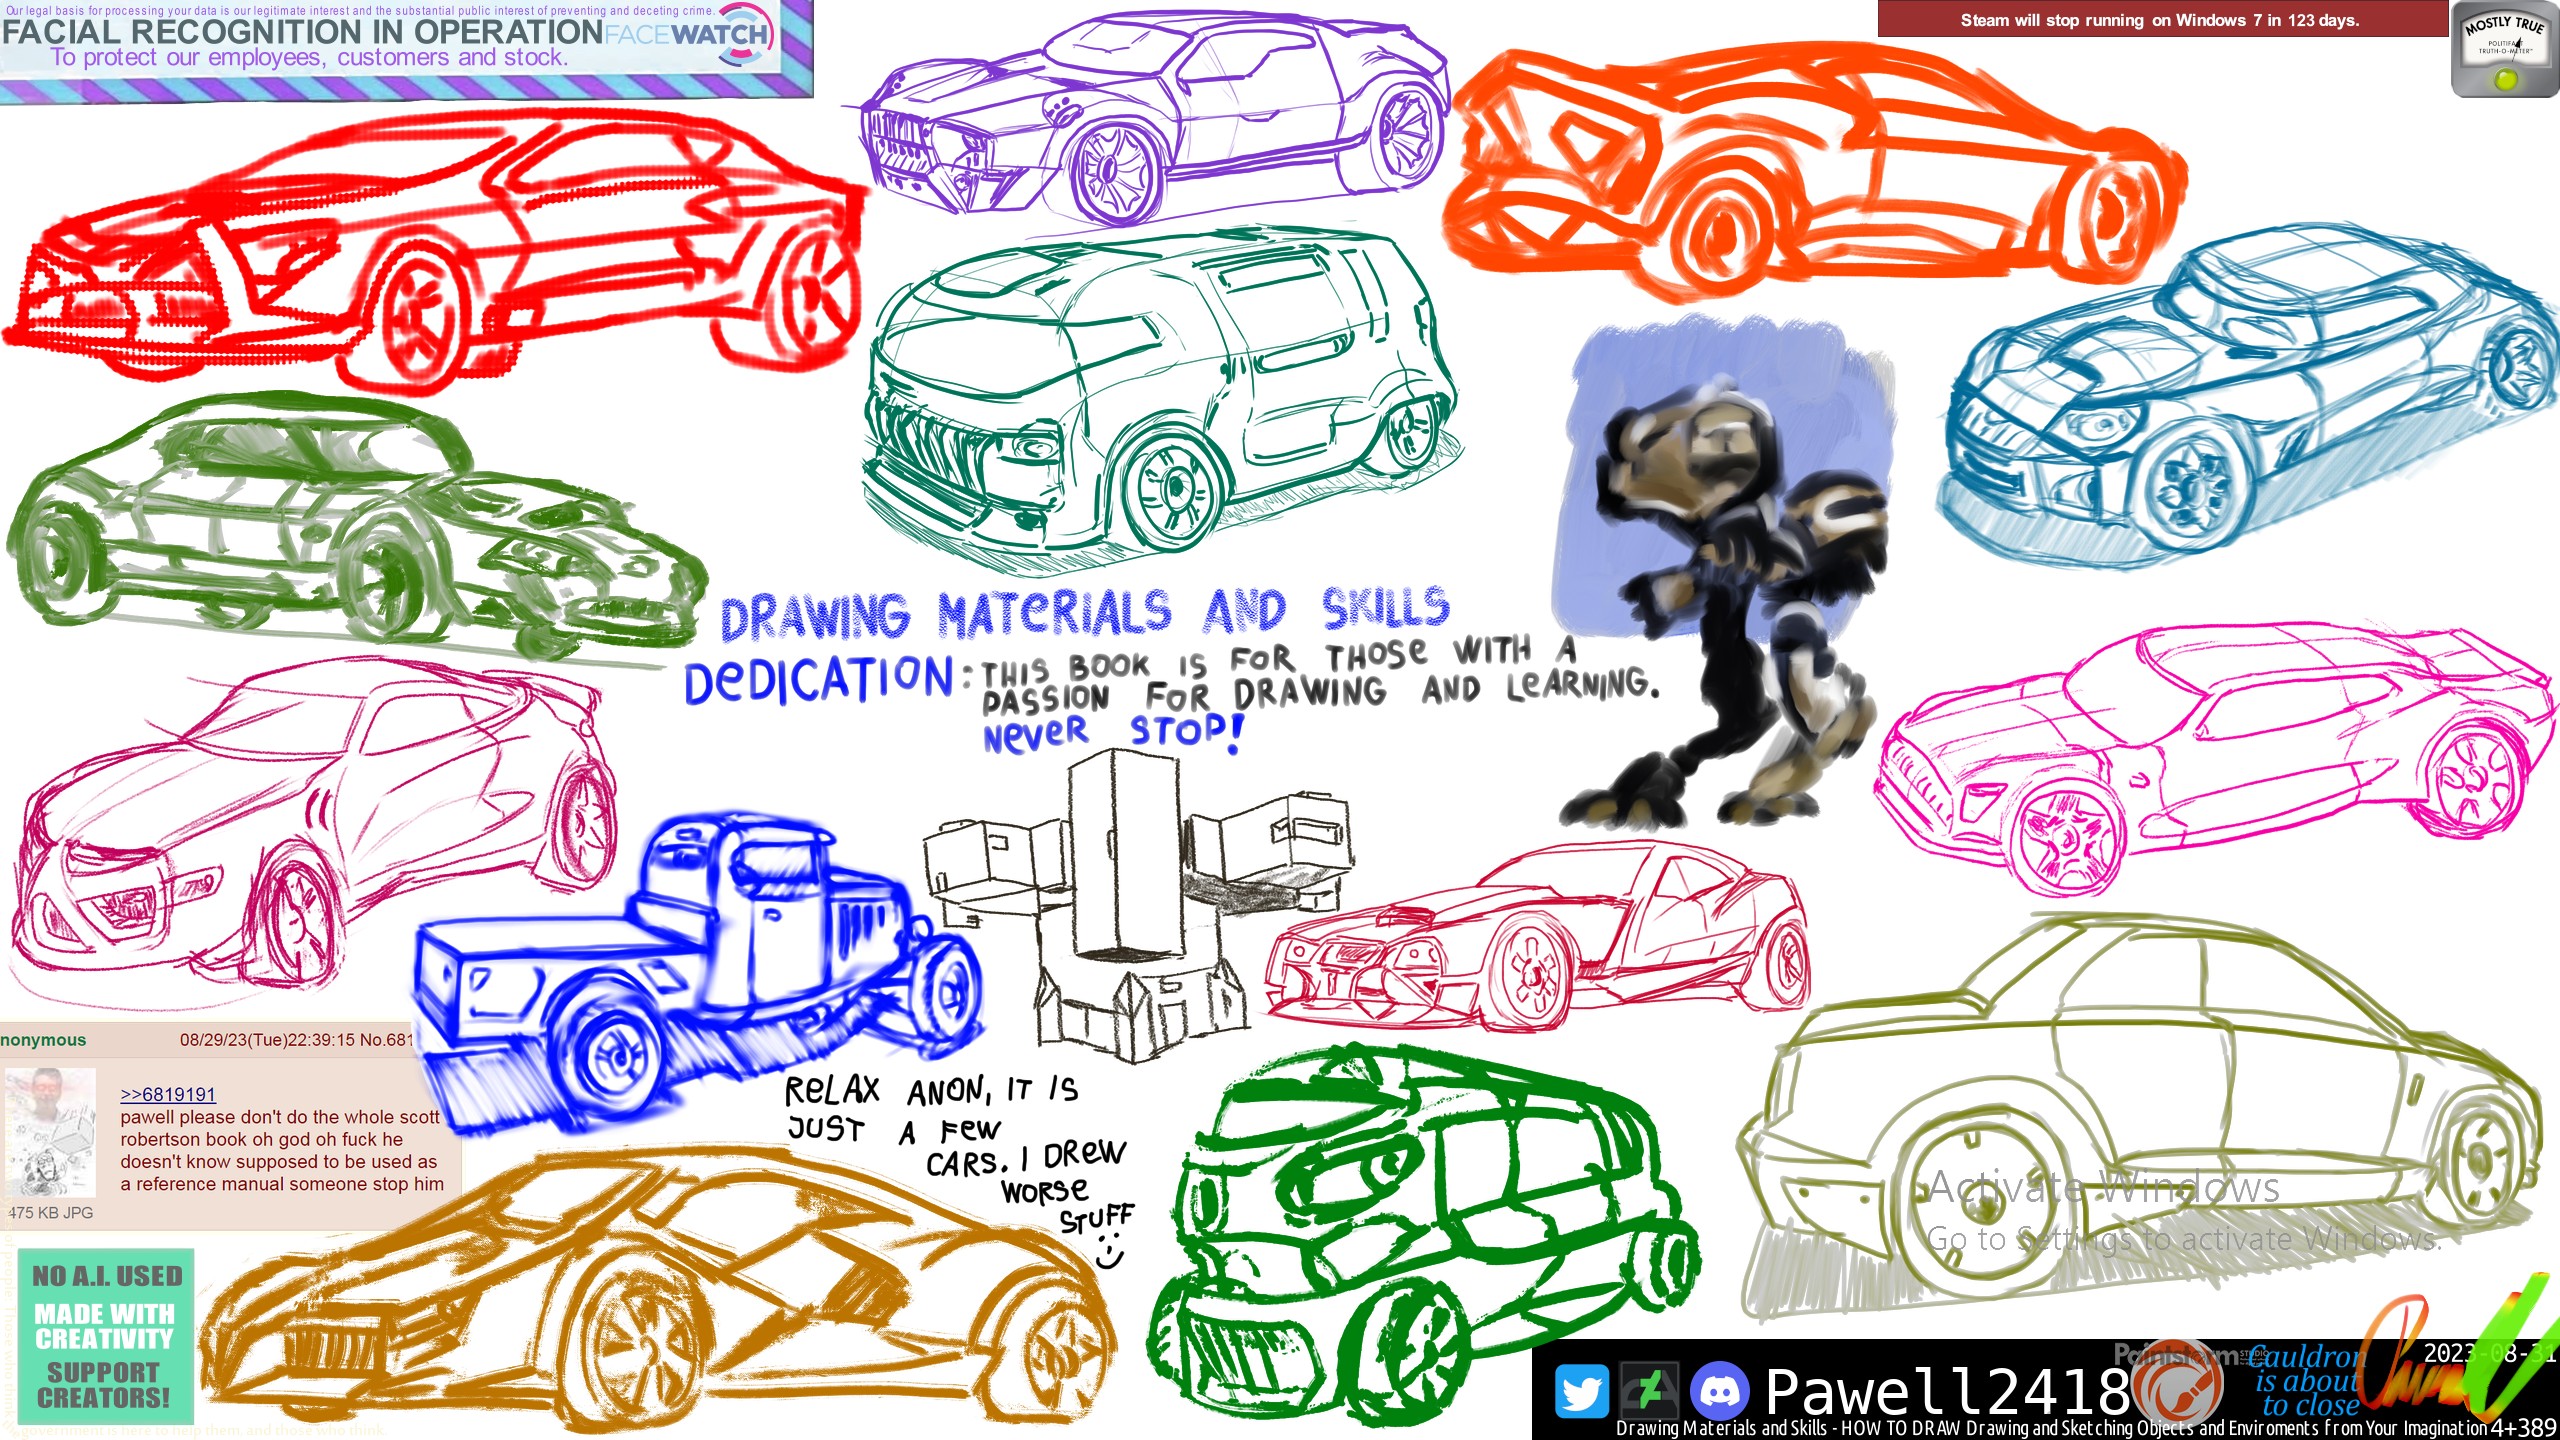 Our legal basis for processing your data is our legitimate interest and the substantial public interest of preventing and deceting crime.
FACIAL RECOGNITION IN OPERATION FACEWATCH
To protect our employees, customers and stock.
Steam will stop running on Windows 7 in 123 days.
MOSTLY TRUE
TRUTH-O-METER™
DRAWING MATERIALS AND SKILLS
DEDICATION: THIS BOOK IS FOR THOSE WITH A
PASSION FOR DRAWING AND LEARNING.
NEVER STOP!
nonymous 08/29/23(Tue)22:39:15 No.681
>>6819191
pawell please don't do the whole scott
robertson book oh god oh fuck he
doesn't know supposed to be used as
a reference manual someone stop him
475 KB JPG
RELAX ANON, IT IS
JUST A FEW
CARS. I DREW
WORSE
STUFF
Activate Windows
Go to Settings to activate Windows.
NO A.I. USED
MADE WITH
CREATIVITY
SUPPORT
CREATORS!
government is here to help them, and those who think.
Pawell2418
Paintstorm STUDIO
Cauldron
is about
to close
2023-08-31
Drawing Materials and Skills - HOW TO DRAW Drawing and Sketching Objects and Enviroments from Your Imagination 4+389